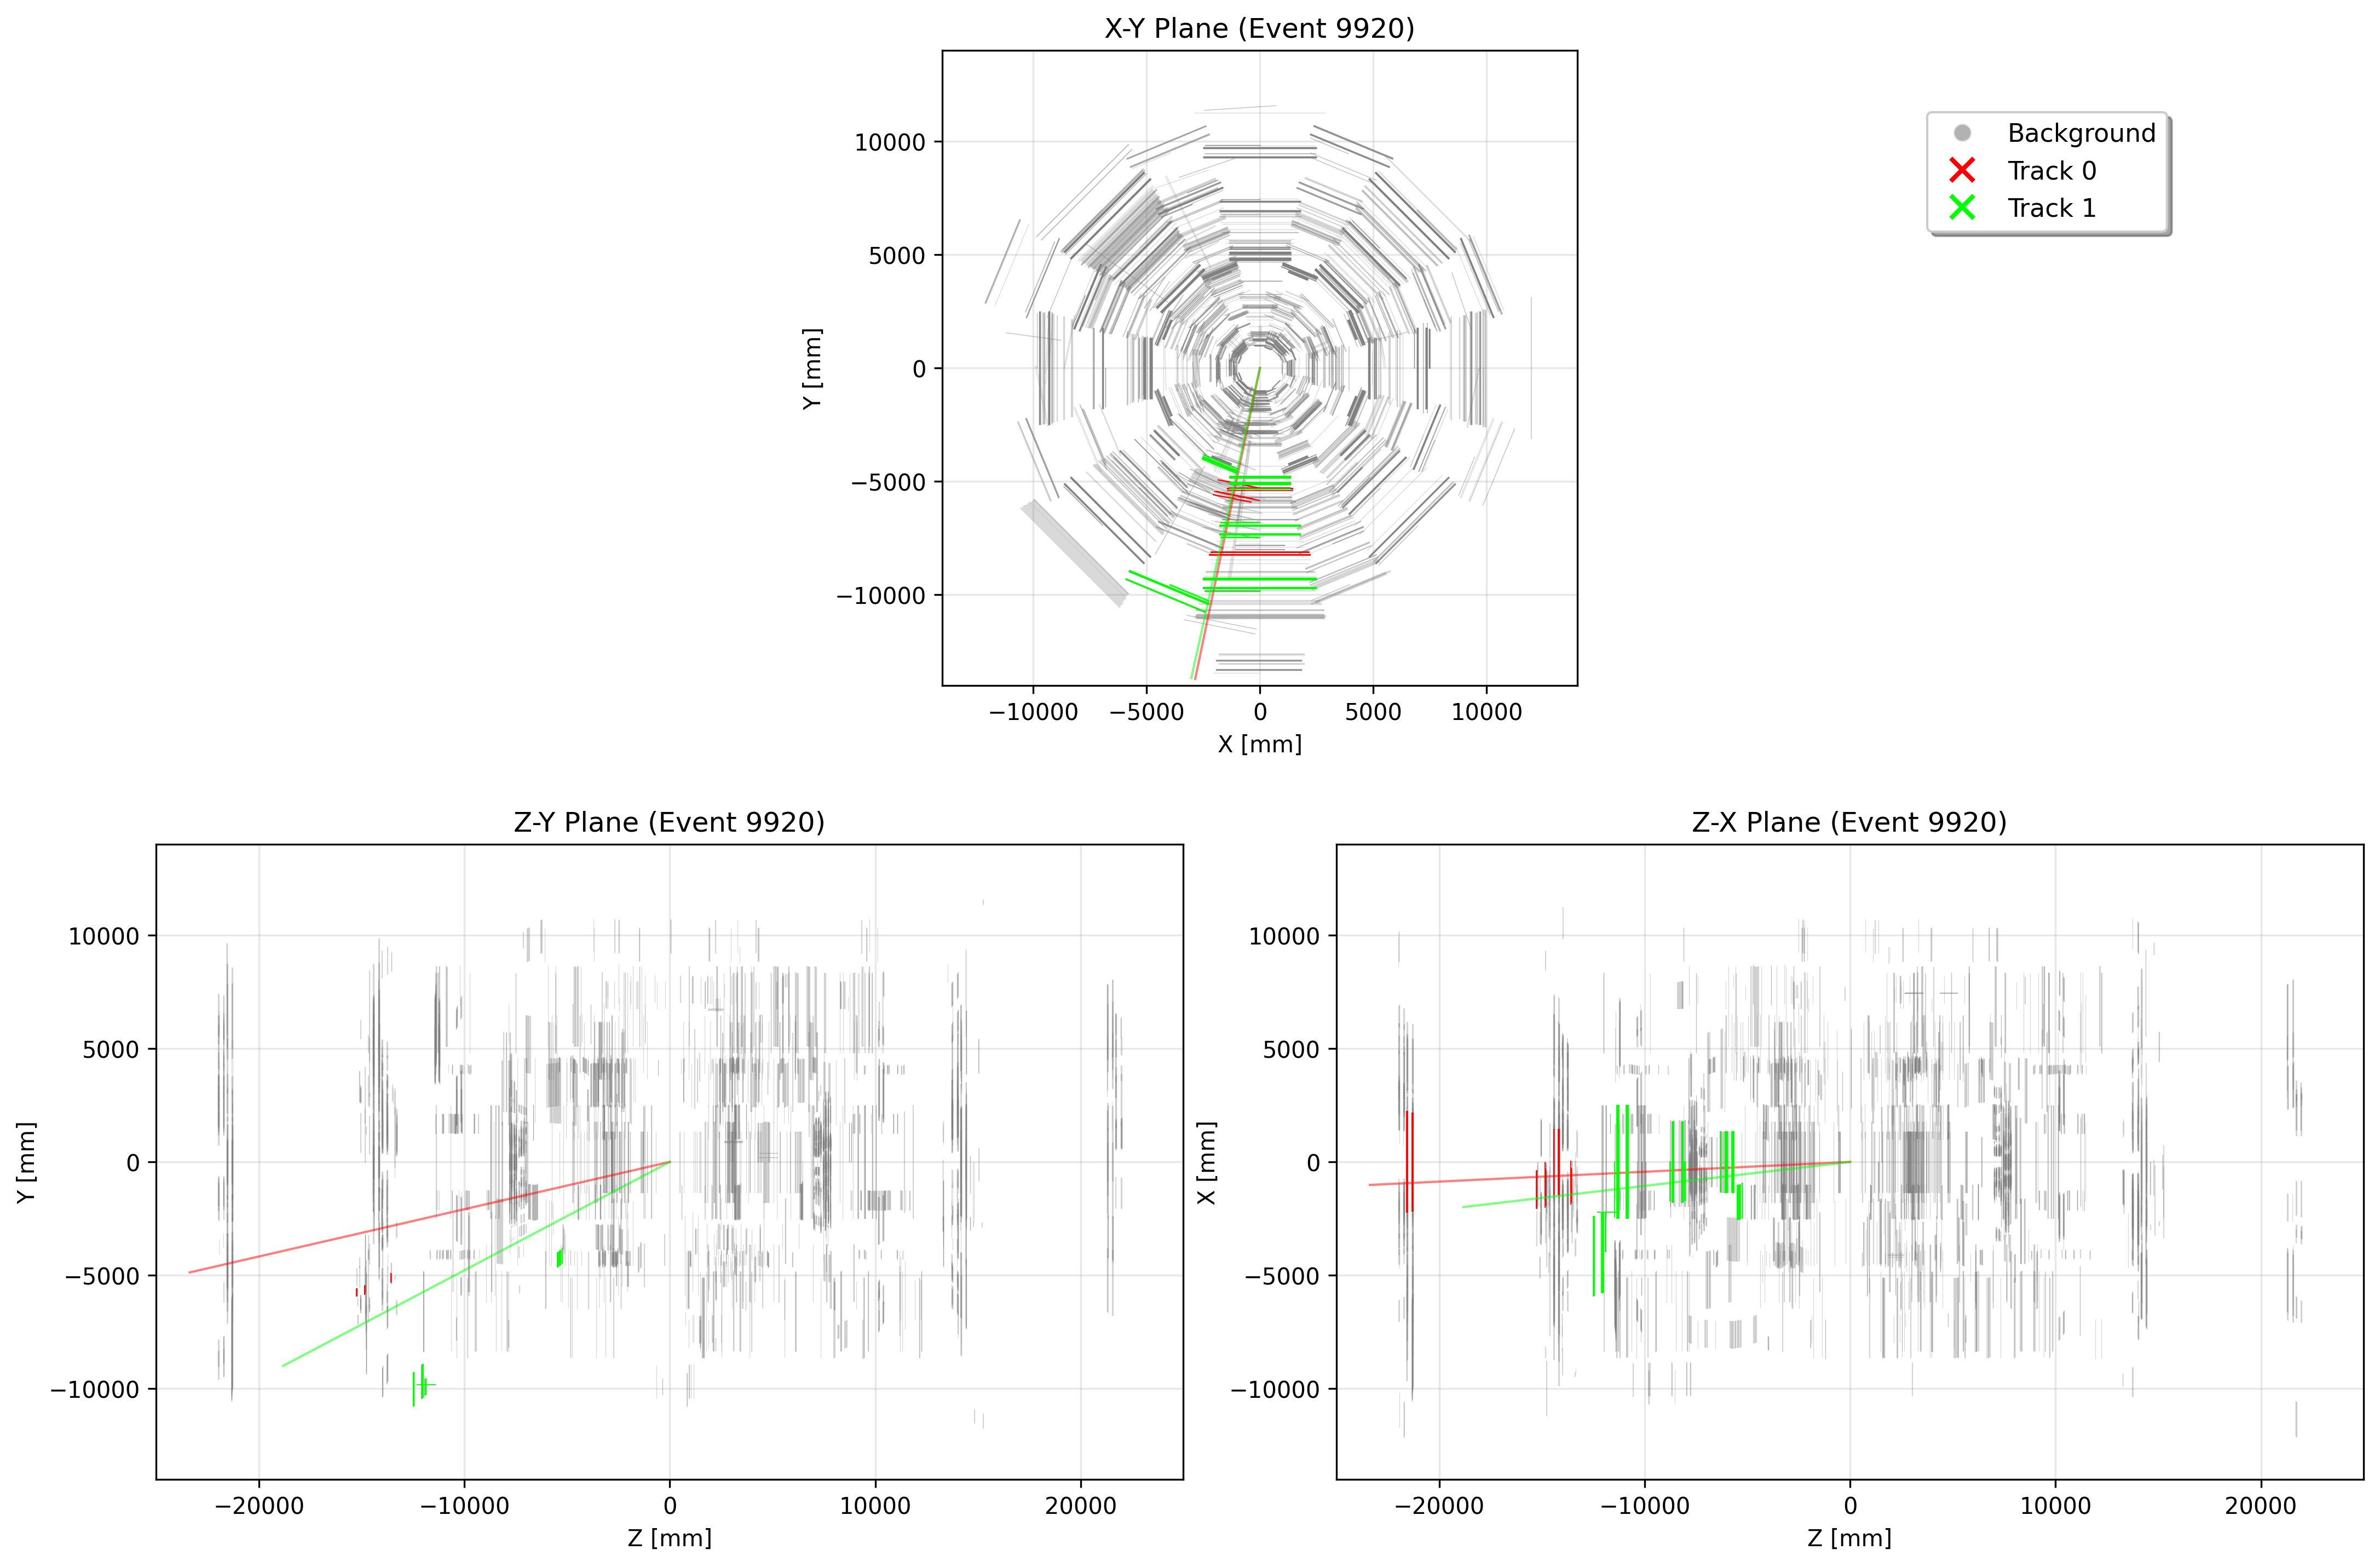 X-Y Plane (Event 9920)
Y [mm]
10000
5000
0
−5000
−10000
−10000 −5000 0 5000 10000
X [mm]
Background
Track 0
Track 1
Z-Y Plane (Event 9920)
Y [mm]
10000
5000
0
−5000
−10000
−20000 −10000 0 10000 20000
Z [mm]
Z-X Plane (Event 9920)
X [mm]
10000
5000
0
−5000
−10000
−20000 −10000 0 10000 20000
Z [mm]